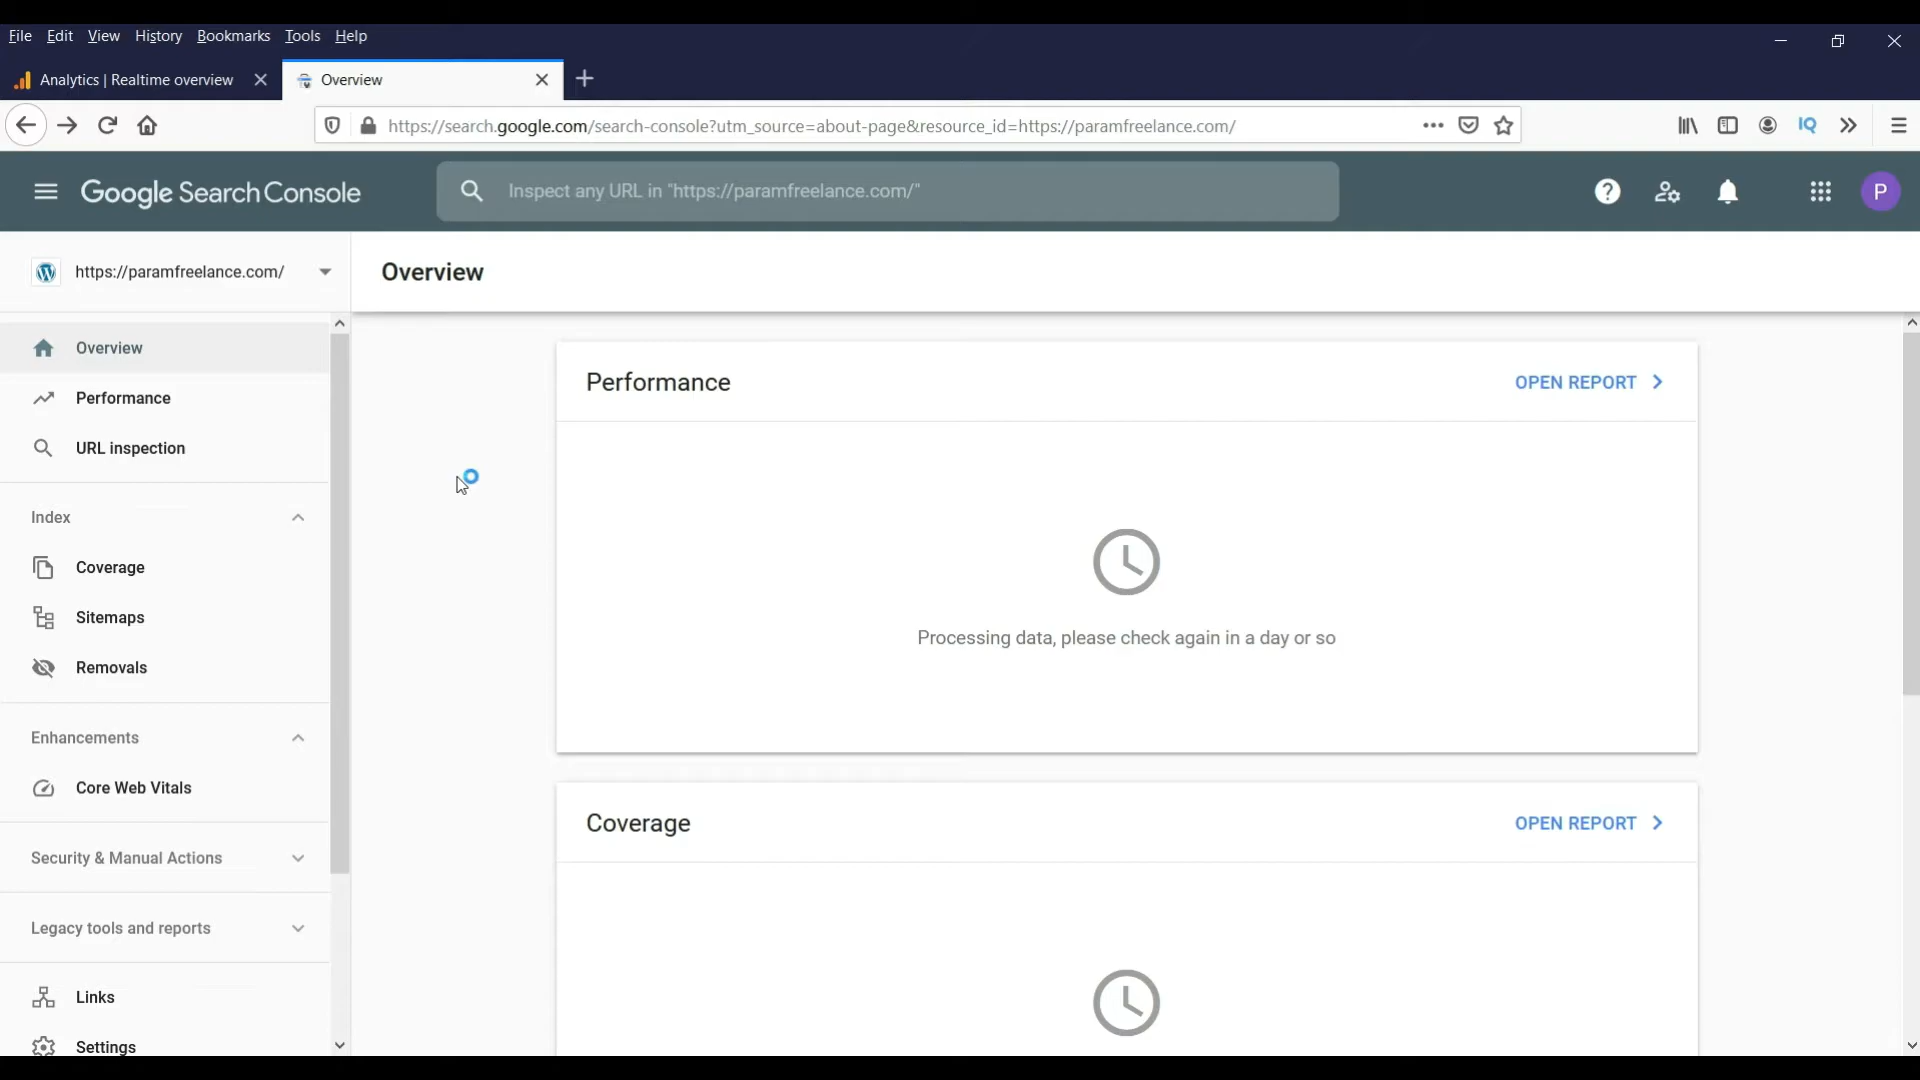 File Edit View History Bookmarks Tools Help
Analytics | Realtime overview
Overview
https://search.google.com/search-console?utm_source=about-page&resource_id=https://paramfreelance.com/
IQ
Google Search Console
Inspect any URL in "https://paramfreelance.com/"
P
https://paramfreelance.com/
Overview
Overview
Performance
URL inspection
Index
Coverage
Sitemaps
Removals
Enhancements
Core Web Vitals
Security & Manual Actions
Legacy tools and reports
Links
Settings
Performance
OPEN REPORT
Processing data, please check again in a day or so
Coverage
OPEN REPORT